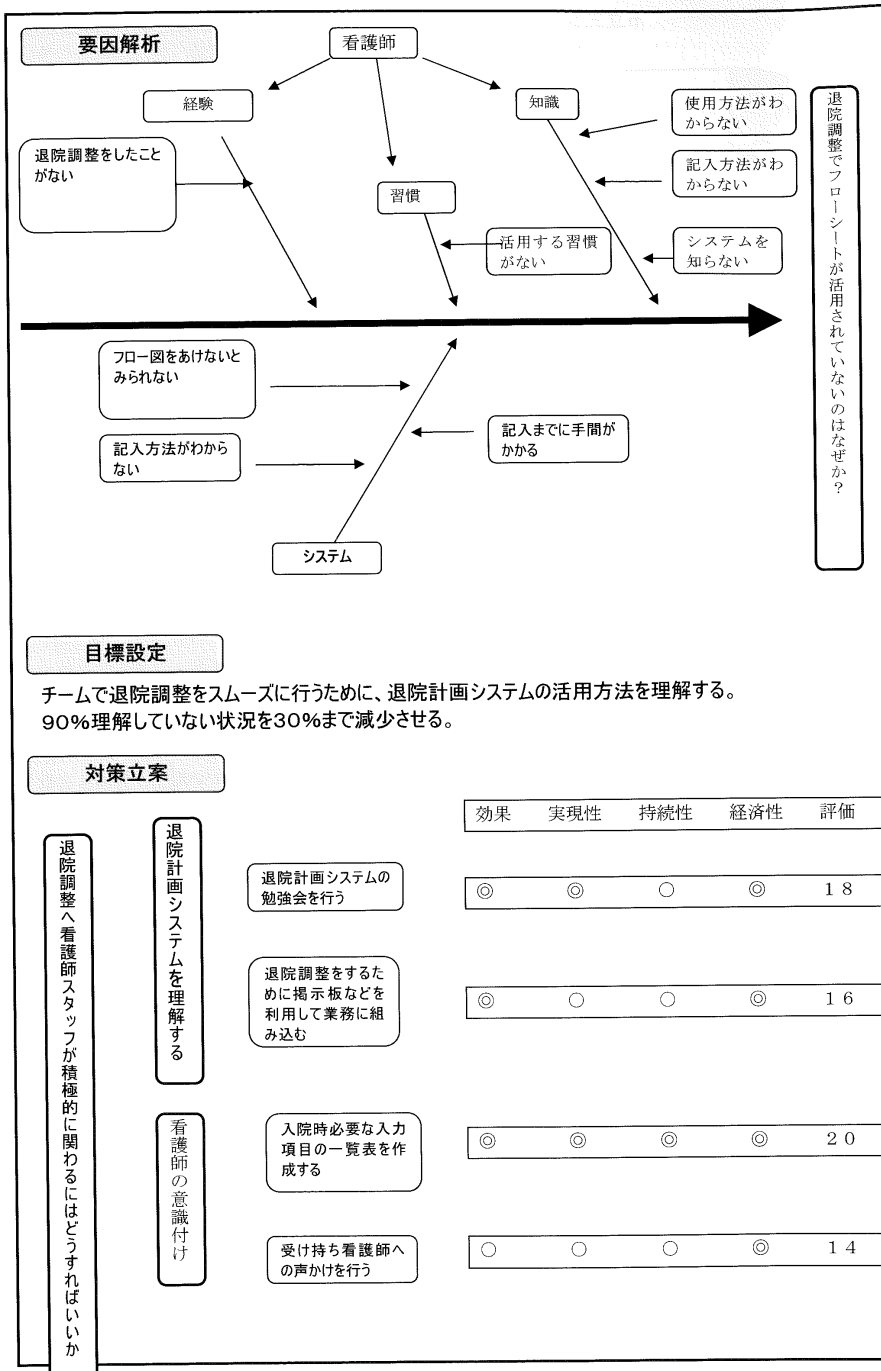 要因解析
看護師
経験
知識
習慣
退院調整をしたこと
がない
使用方法がわ
からない
記入方法がわ
からない
活用する習慣
がない
システムを
知らない
退院調整でフローシートが活用されていないのはなぜか？
フロー図をあけないと
みられない
記入方法がわから
ない
記入までに手間が
かかる
システム
目標設定
チームで退院調整をスムーズに行うために、退院計画システムの活用方法を理解する。
90％理解していない状況を30％まで減少させる。
対策立案
効果 実現性 持続性 経済性 評価
退院調整へ看護師スタッフが積極的に関わるにはどうすればいいか
退院計画システムを理解する
退院計画システムの
勉強会を行う
◎ ◎ ○ ◎ １８
退院調整をするた
めに掲示板などを
利用して業務に組
み込む
◎ ○ ○ ◎ １６
看護師の意識付け
入院時必要な入力
項目の一覧表を作
成する
◎ ◎ ◎ ◎ ２０
受け持ち看護師へ
の声かけを行う
○ ○ ○ ◎ １４